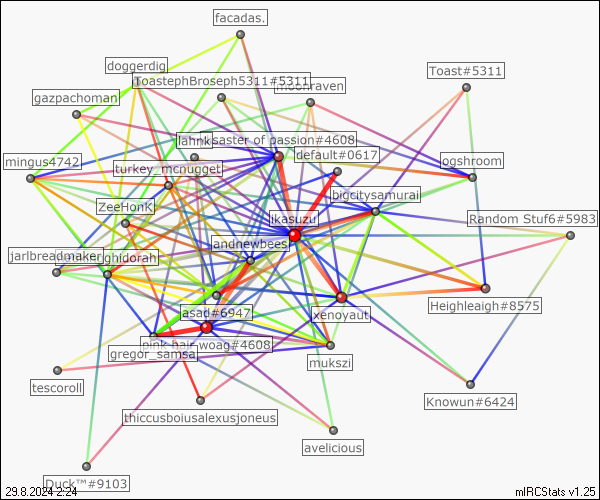 facadas.
doggerdig
ToastephBroseph5311#5311
Toast#5311
moonraven
gazpachoman
lahnk
saster of passion#4608
default#0617
mingus4742
turkey_mcnugget
ogshroom
bigcitysamurai
ZeeHonK
ikasuzu
Random Stuf6#5983
andnewbees
jarlbreadmaker
ghidorah
asad#6947
xenoyaut
Heighleaigh#8575
pink hair woag#4608
gregor_samsa
mukszi
tescoroll
Knowun#6424
thiccusboiusalexusjoneus
avelicious
Duck™#9103
29.8.2024 2:24
mIRCStats v1.25